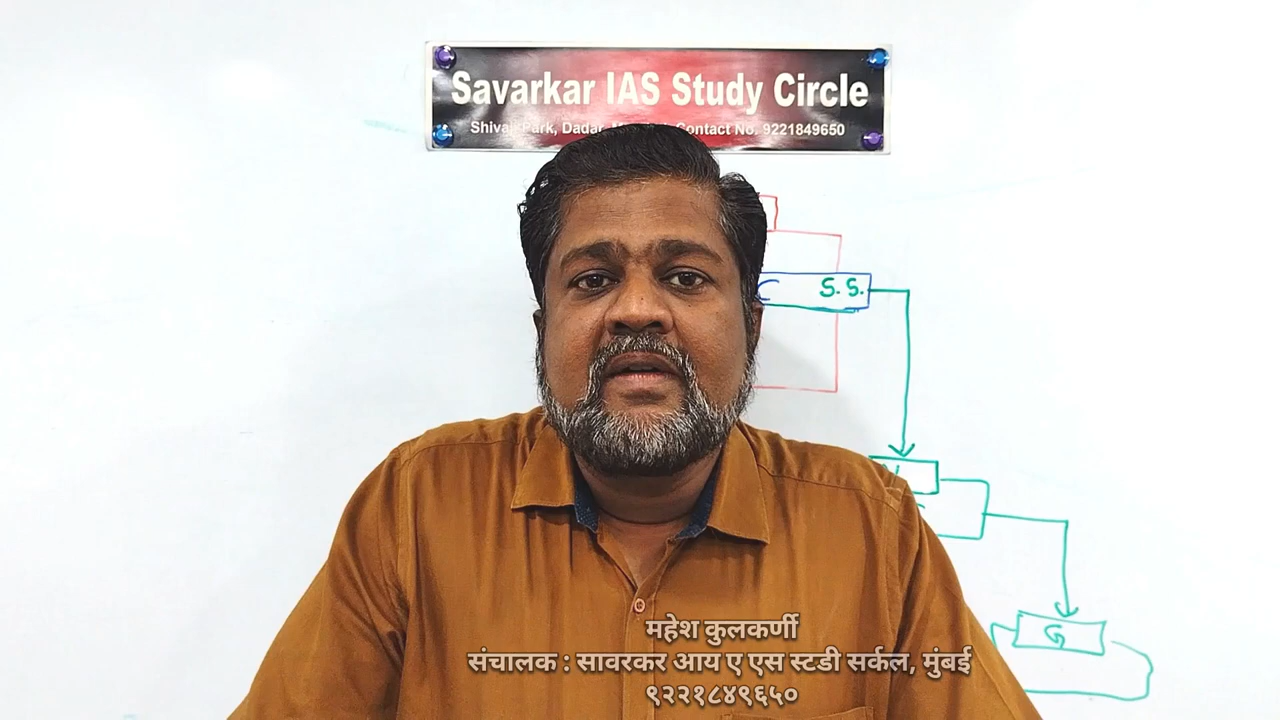 Savarkar IAS Study Circle
Park, Dadar, Contact No. 9221849650
C S.S.
G
महेश कुलकर्णी
संचालक : सावरकर आय ए एस स्टडी सर्कल, मुंबई
९२२१८४९६५०